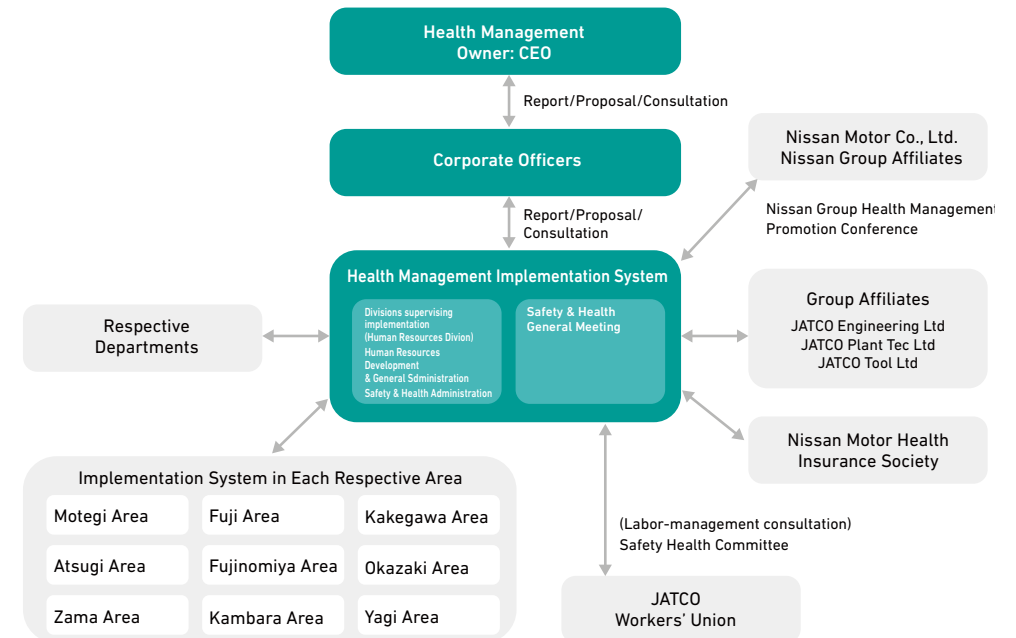 Health Management
Owner: CEO
Report/Proposal/Consultation
Corporate Officers
Nissan Motor Co., Ltd.
Nissan Group Affiliates
Report/Proposal/
Consultation
Nissan Group Health Management
Promotion Conference
Health Management Implementation System
Divisions supervising
implementation
(Human Resources Divion)
Human Resources
Development
& General Sdministration
Safety & Health Administration
Safety & Health
General Meeting
Respective
Departments
Group Affiliates
JATCO Engineering Ltd
JATCO Plant Tec Ltd
JATCO Tool Ltd
Nissan Motor Health
Insurance Society
Implementation System in Each Respective Area
Motegi Area
Fuji Area
Kakegawa Area
Atsugi Area
Fujinomiya Area
Okazaki Area
Zama Area
Kambara Area
Yagi Area
(Labor-management consultation)
Safety Health Committee
JATCO
Workers’ Union